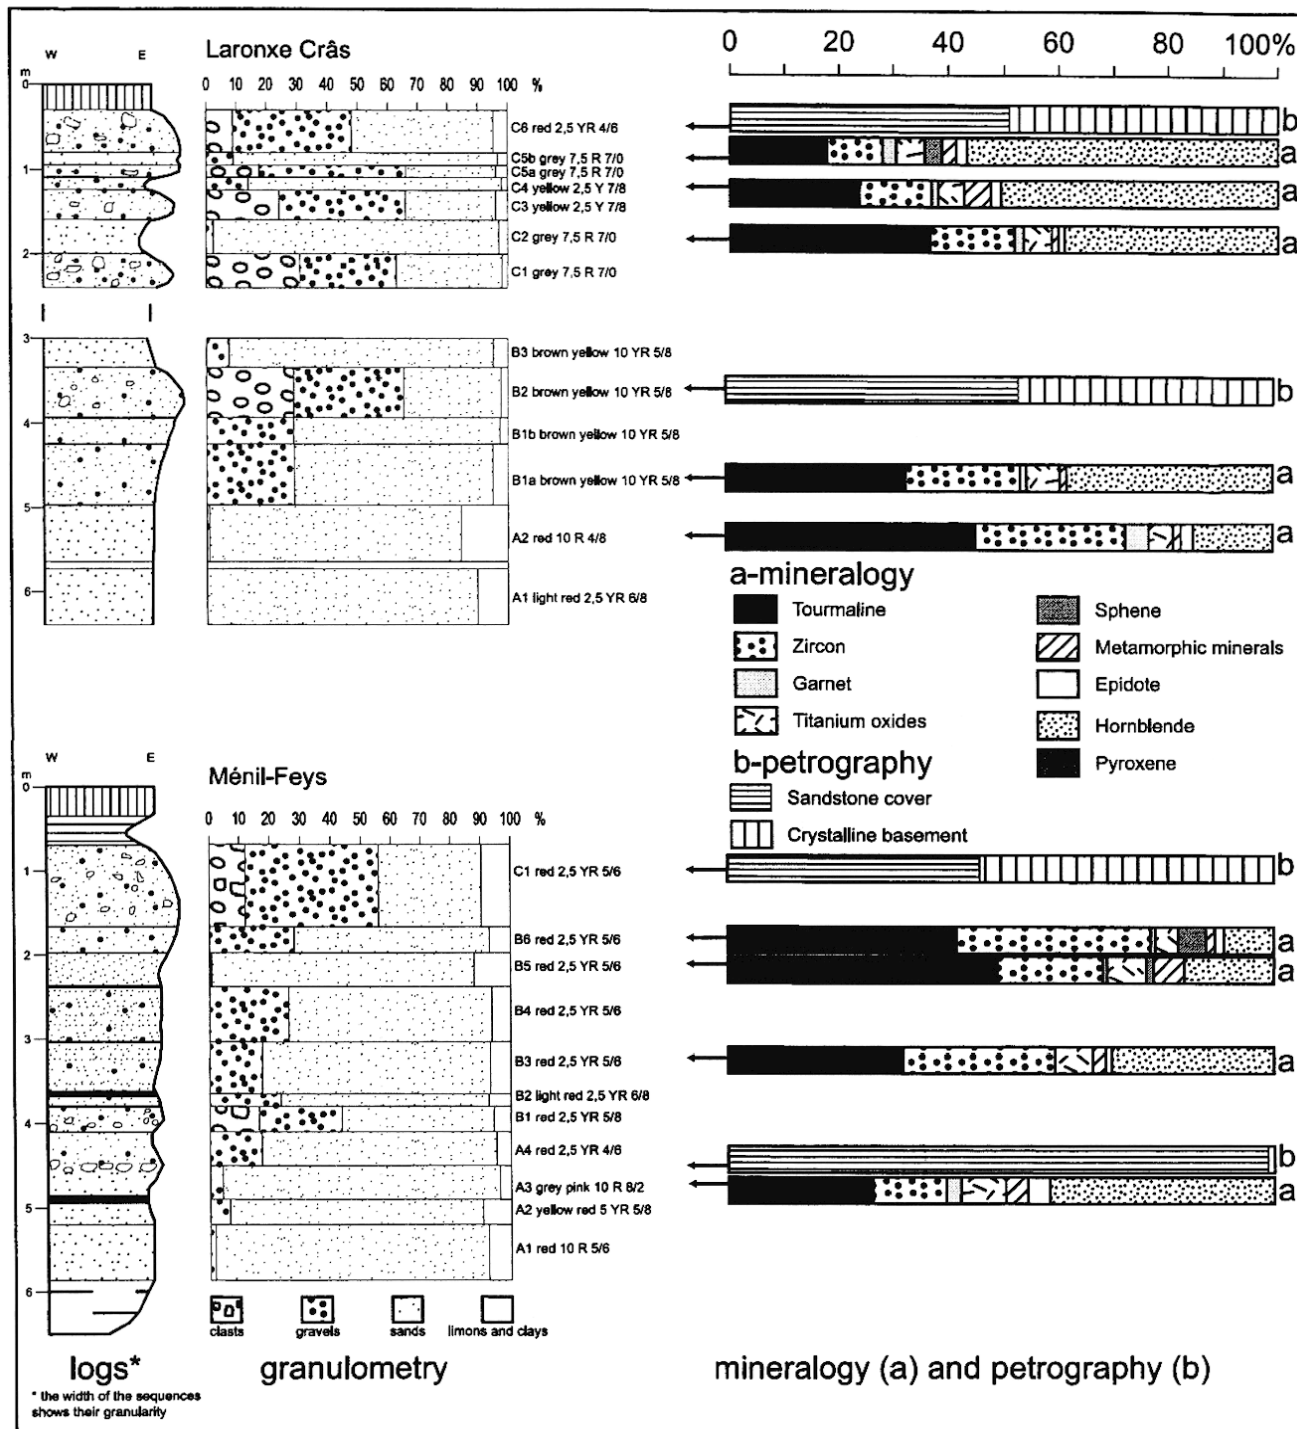 W E
Laronxe Crâs
m
0 10 20 30 40 50 60 70 80 90 100 %
0
1
2
3
4
5
6
C6 red 2,5 YR 4/6
C5b grey 7,5 R 7/0
C5a grey 7,5 R 7/0
C4 yellow 2,5 Y 7/8
C3 yellow 2,5 Y 7/8
C2 grey 7,5 R 7/0
C1 grey 7,5 R 7/0
B3 brown yellow 10 YR 5/8
B2 brown yellow 10 YR 5/8
B1b brown yellow 10 YR 5/8
B1a brown yellow 10 YR 5/8
A2 red 10 R 4/8
A1 light red 2,5 YR 6/8
0 20 40 60 80 100%
b
a
a
a
b
a
a
a-mineralogy
Tourmaline
Zircon
Garnet
Titanium oxides
Sphene
Metamorphic minerals
Epidote
Hornblende
Pyroxene
b-petrography
Sandstone cover
Crystalline basement
W E
Ménil-Feys
m
0 10 20 30 40 50 60 70 80 90 100 %
0
1
2
3
4
5
6
C1 red 2,5 YR 5/6
B6 red 2,5 YR 5/6
B5 red 2,5 YR 5/6
B4 red 2,5 YR 5/6
B3 red 2,5 YR 5/6
B2 light red 2,5 YR 6/8
B1 red 2,5 YR 5/8
A4 red 2,5 YR 4/6
A3 grey pink 10 R 8/2
A2 yellow red 5 YR 5/8
A1 red 10 R 5/6
b
a
a
a
b
a
clasts gravels sands limons and clays
logs* granulometry mineralogy (a) and petrography (b)
* the width of the sequences
shows their granularity